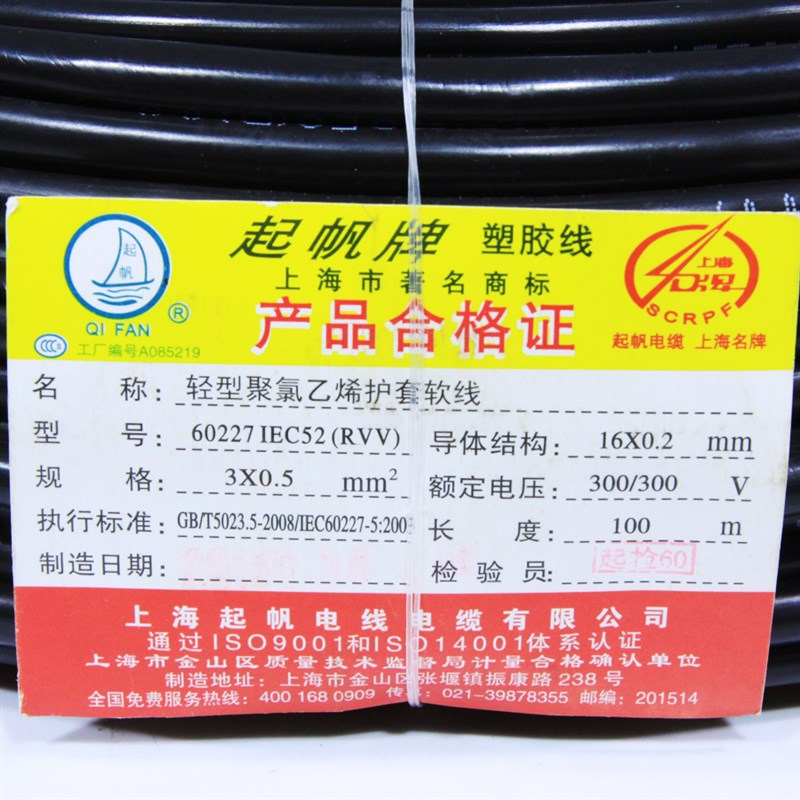 起帆牌 塑胶线
上海市著名商标
产品合格证
起帆
QI FAN ®
工厂编号A085219
上海
名牌
SCRPF
起帆电缆 上海名牌
名 称: 轻型聚氯乙烯护套软线
型 号: 60227 IEC52 (RVV) 导体结构: 16X0.2 mm
规 格: 3X0.5 mm² 额定电压: 300/300 V
执行标准: GB/T5023.5-2008/IEC60227-5:2003 长 度: 100 m
制造日期: 检 验 员: 起检60
上海起帆电线电缆有限公司
通过ISO9001和ISO14001体系认证
上海市金山区质量技术监督局计量合格确认单位
制造地址: 上海市金山区张堰镇振康路238号
全国免费服务热线: 400 168 0909 传真: 021-39878355 邮编: 201514